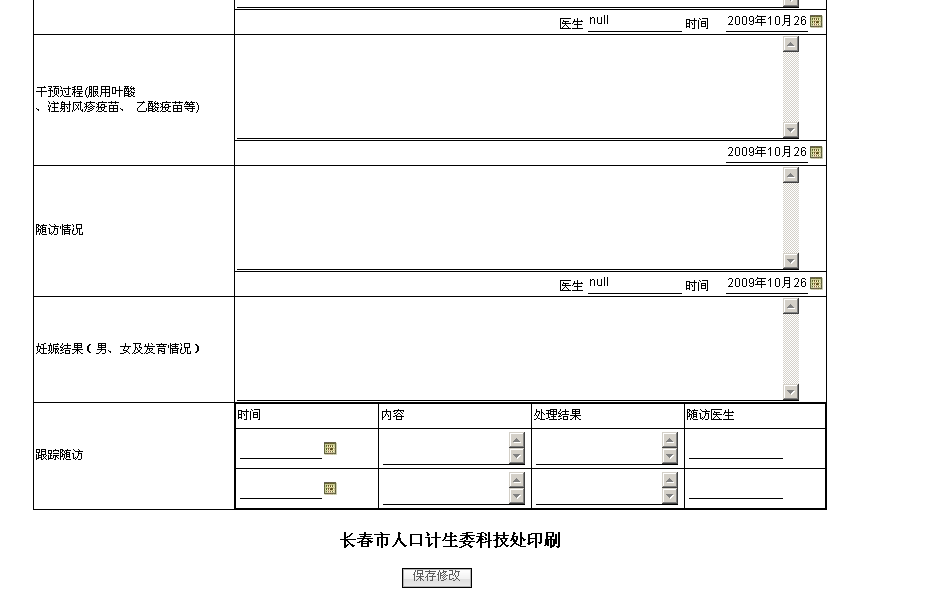 医生 null 时间 2009年10月26
干预过程(服用叶酸
、注射风疹疫苗、 乙酸疫苗等)
2009年10月26
随访情况
医生 null 时间 2009年10月26
妊娠结果（男、女及发育情况）
跟踪随访
时间 内容 处理结果 随访医生
长春市人口计生委科技处印刷
保存修改